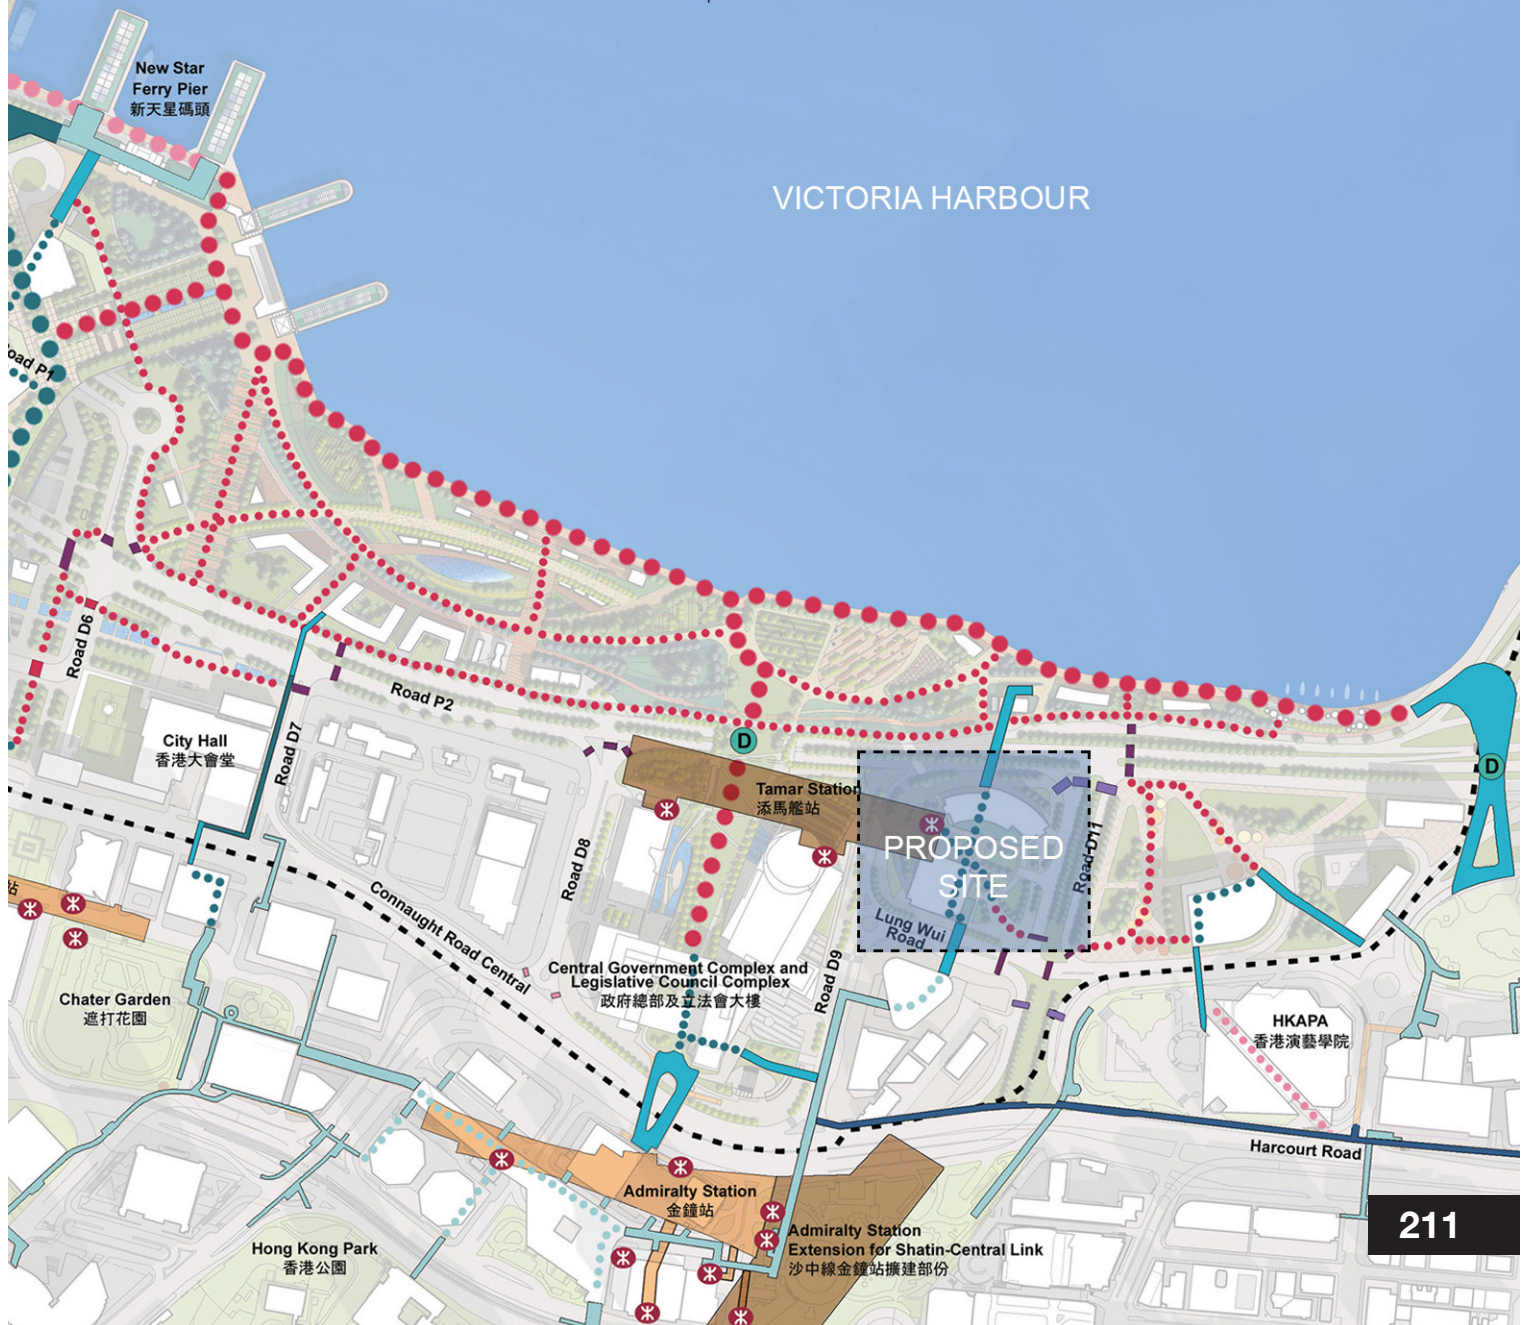 New Star
Ferry Pier
新天星碼頭
VICTORIA HARBOUR
Road P1
Road D6
Road P2
City Hall
香港大會堂
Road D7
D
D
Tamar Station
添馬艦站
PROPOSED
SITE
Road D11
Road D8
Lung Wui
Road
Connaught Road Central
站
Road D9
Central Government Complex and
Legislative Council Complex
政府總部及立法會大樓
Chater Garden
遮打花園
HKAPA
香港演藝學院
Harcourt Road
Admiralty Station
金鐘站
211
Admiralty Station
Extension for Shatin-Central Link
沙中線金鐘站擴建部份
Hong Kong Park
香港公園